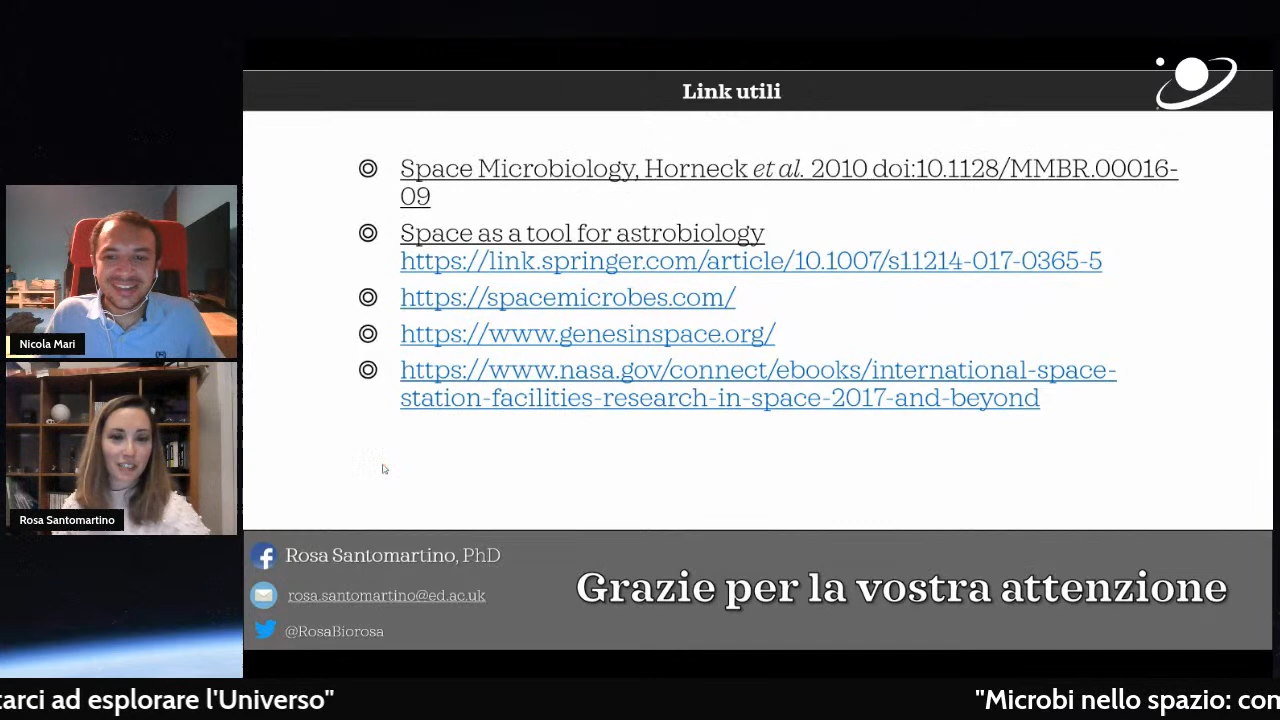 Link utili
Space Microbiology, Horneck et al. 2010 doi:10.1128/MMBR.00016-
09
Space as a tool for astrobiology
https://link.springer.com/article/10.1007/s11214-017-0365-5
https://spacemicrobes.com/
https://www.genesinspace.org/
https://www.nasa.gov/connect/ebooks/international-space-
station-facilities-research-in-space-2017-and-beyond
Nicola Mari
Rosa Santomartino
Rosa Santomartino, PhD
rosa.santomartino@ed.ac.uk
@RosaBiorosa
Grazie per la vostra attenzione
tarci ad esplorare l'Universo"
"Microbi nello spazio: con